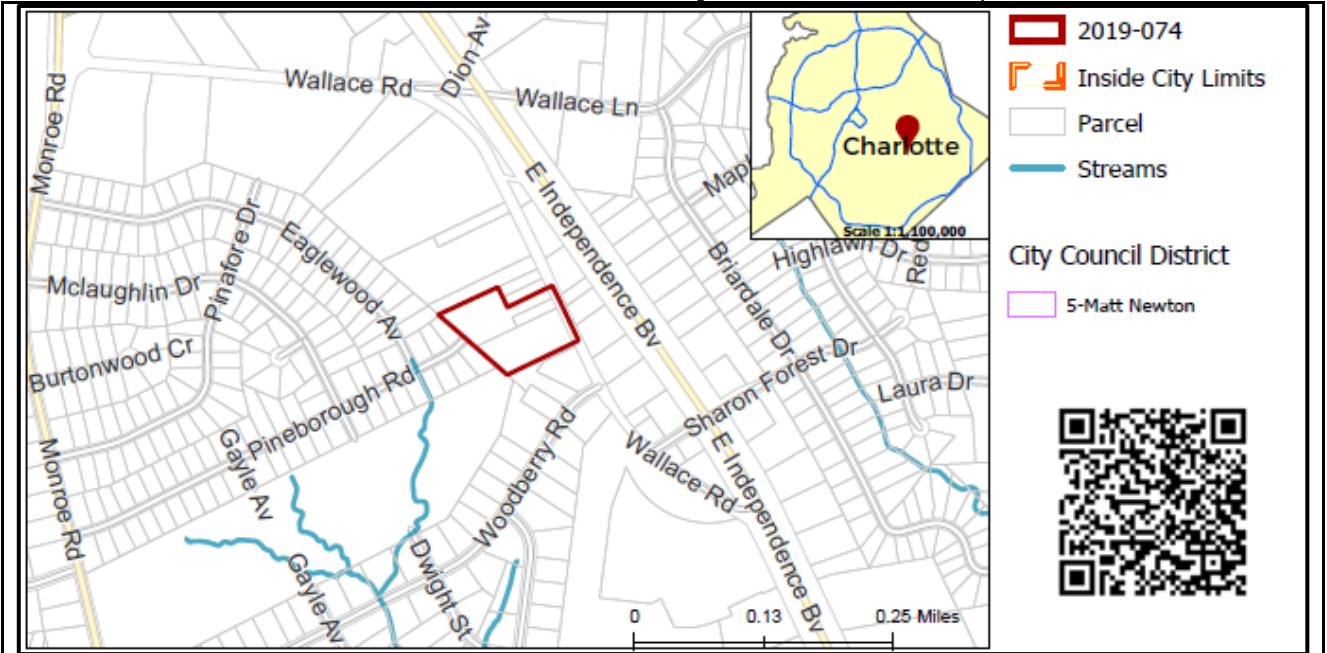 Monroe Rd
Wallace Rd
Dion Av
Wallace Ln
E Independence Bv
Pinafore Dr
Eaglewood Av
Mclaughlin Dr
Burtonwood Cr
Pineborough Rd
Gayle Av
Monroe Rd
Gayle Av
Dwight St
Woodberry Rd
Wallace Rd
Sharon Forest Dr
E Independence Bv
Briardale Dr
Highlawn Dr
Laura Dr
Charlotte
Scale 1:1,100,000
0 0.13 0.25 Miles
2019-074
Inside City Limits
Parcel
Streams
City Council District
5-Matt Newton